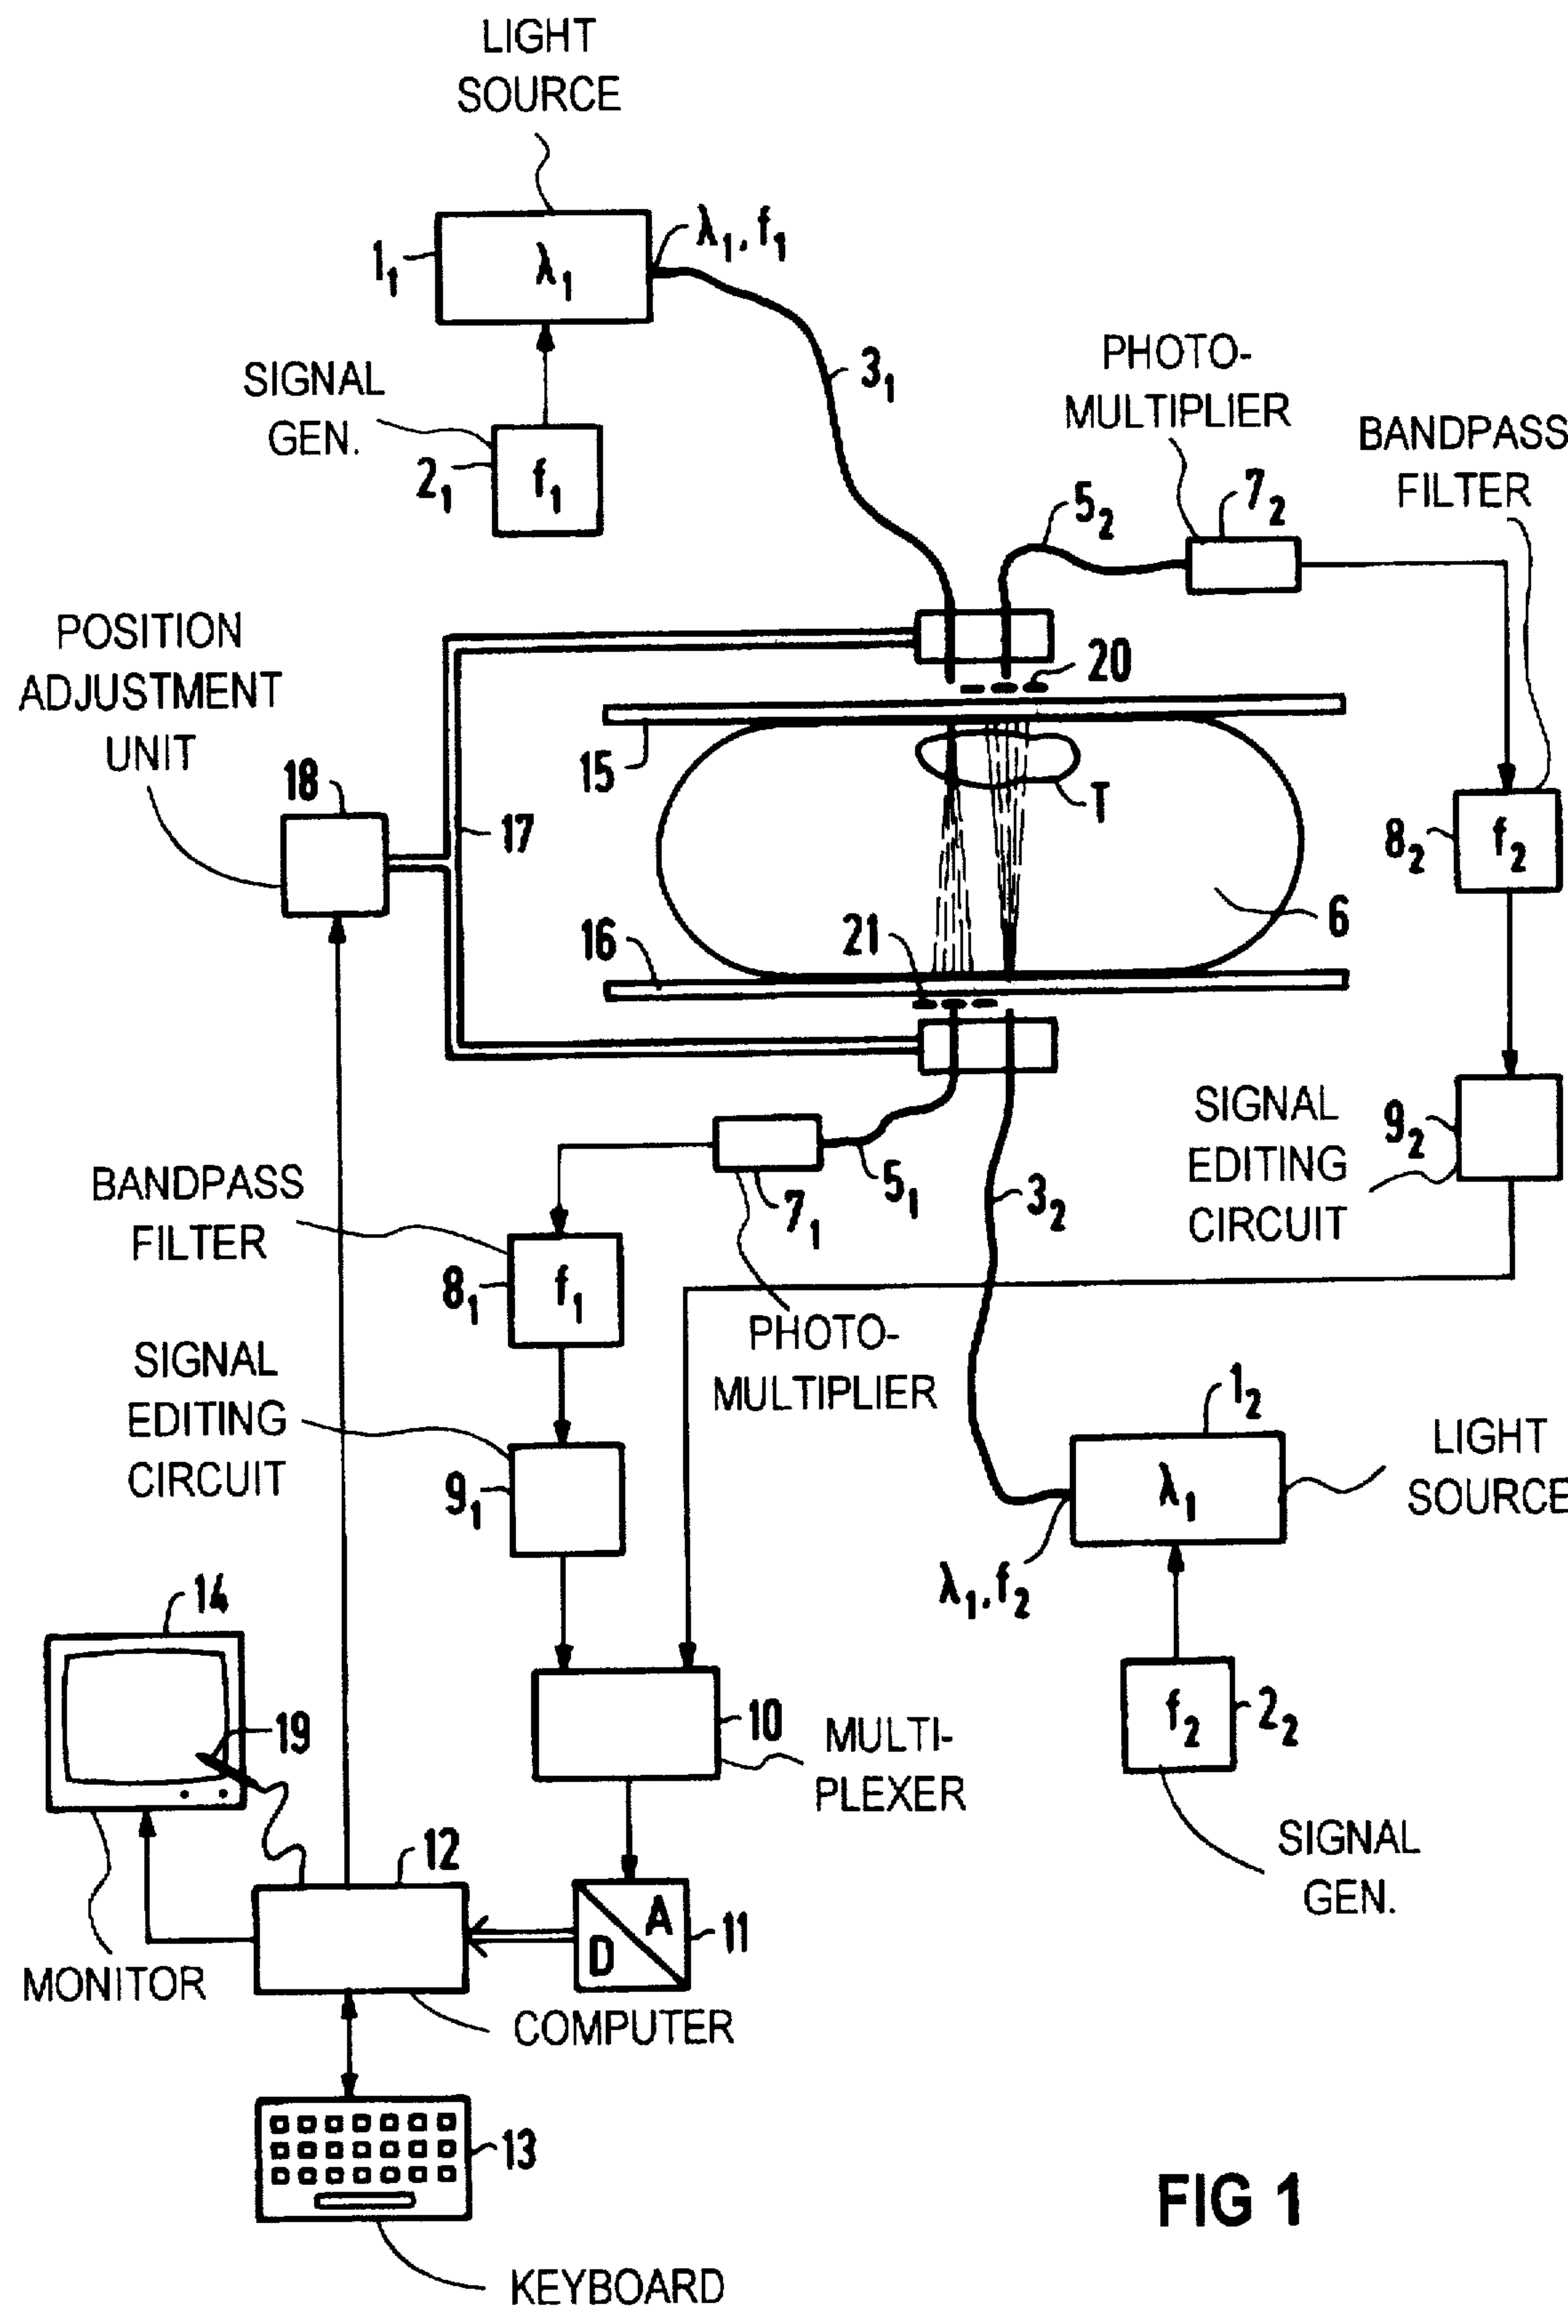 LIGHT
SOURCE
1₁
λ₁
λ₁, f₁
SIGNAL
GEN.
2₁
f₁
3₁
PHOTO-
MULTIPLIER
7₂
5₂
BANDPASS
FILTER
POSITION
ADJUSTMENT
UNIT
18
17
20
15
T
8₂
f₂
6
16
21
SIGNAL
EDITING
CIRCUIT
9₂
BANDPASS
FILTER
8₁
f₁
7₁
5₁
3₂
PHOTO-
MULTIPLIER
SIGNAL
EDITING
CIRCUIT
9₁
1₂
λ₁
LIGHT
SOURCE
λ₁, f₂
14
19
10
MULTI-
PLEXER
f₂
2₂
SIGNAL
GEN.
12
A
D
11
MONITOR
COMPUTER
13
KEYBOARD
FIG 1